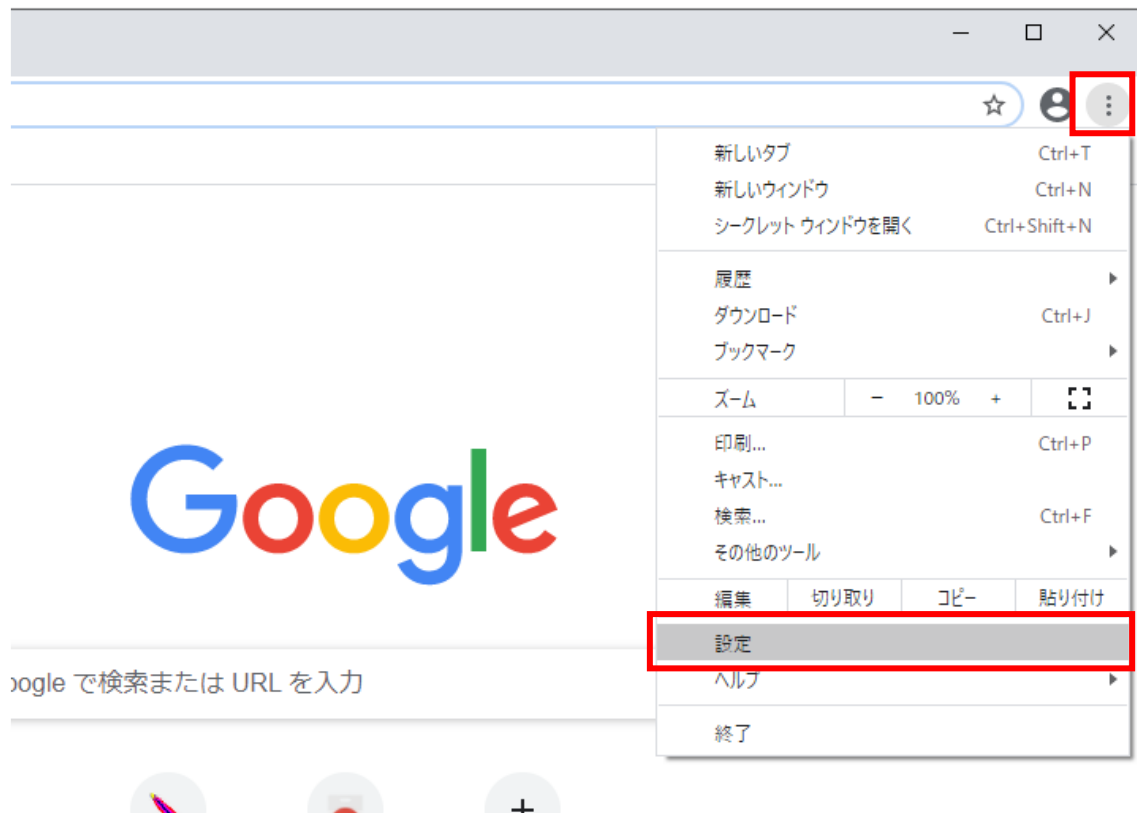 新しいタブ Ctrl+T
新しいウィンドウ Ctrl+N
シークレット ウィンドウを開く Ctrl+Shift+N
履歴
ダウンロード Ctrl+J
ブックマーク
ズーム − 100% +
印刷... Ctrl+P
キャスト...
検索... Ctrl+F
その他のツール
編集 切り取り コピー 貼り付け
設定
ヘルプ
終了
Google
oogle で検索または URL を入力